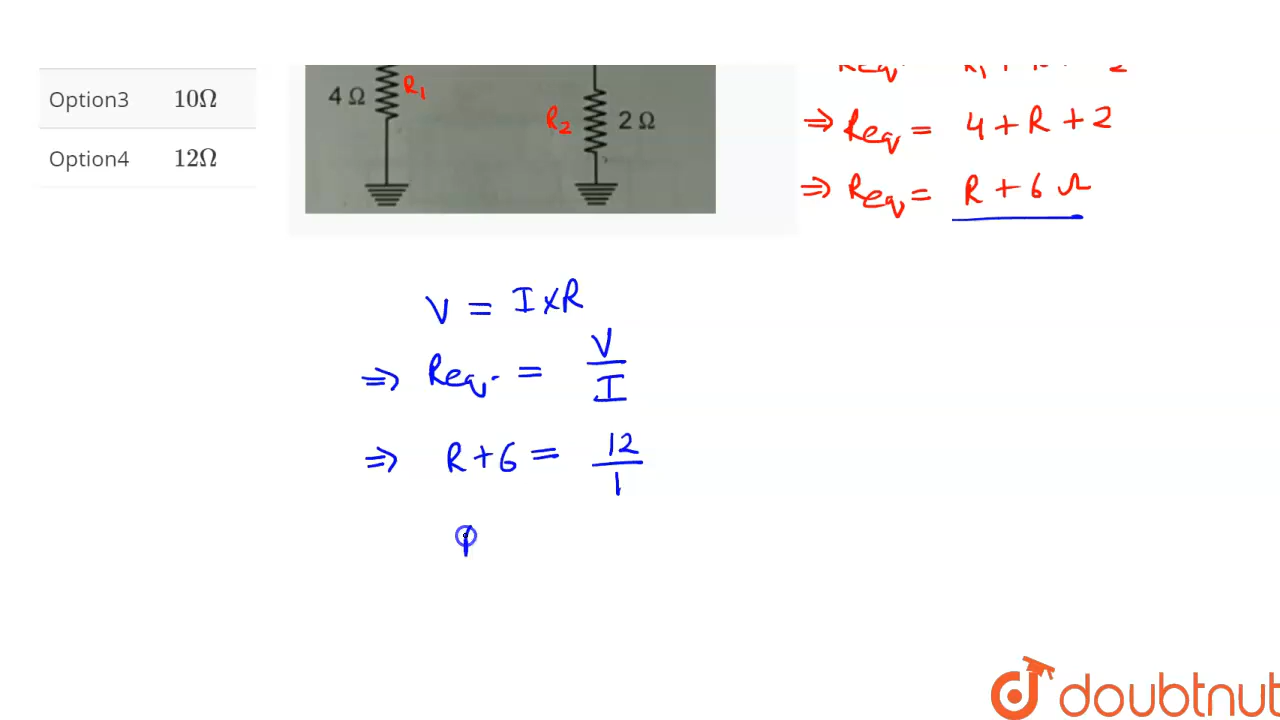 Option3 10Ω
Option4 12Ω
4 Ω R1
R2 2 Ω
⇒ Req = 4 + R + 2
⇒ Req = R + 6 Ω
V = I × R
⇒ Req. = V/I
⇒ R + 6 = 12/1
doubtnut